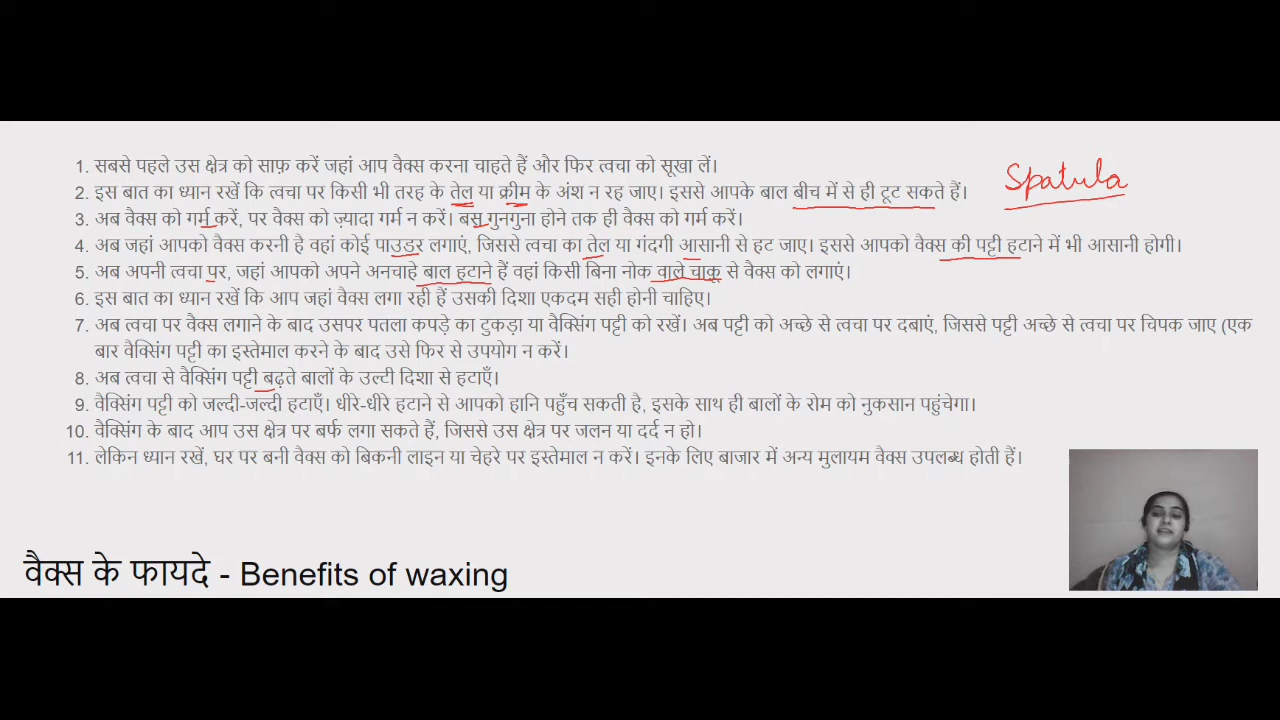 1. सबसे पहले उस क्षेत्र को साफ़ करें जहां आप वैक्स करना चाहते हैं और फिर त्वचा को सूखा लें।
Spatula
2. इस बात का ध्यान रखें कि त्वचा पर किसी भी तरह के तेल या क्रीम के अंश न रह जाए। इससे आपके बाल बीच में से ही टूट सकते हैं।
3. अब वैक्स को गर्म करें, पर वैक्स को ज़्यादा गर्म न करें। बस गुनगुना होने तक ही वैक्स को गर्म करें।
4. अब जहां आपको वैक्स करनी है वहां कोई पाउडर लगाएं, जिससे त्वचा का तेल या गंदगी आसानी से हट जाए। इससे आपको वैक्स की पट्टी हटाने में भी आसानी होगी।
5. अब अपनी त्वचा पर, जहां आपको अपने अनचाहे बाल हटाने हैं वहां किसी बिना नोक वाले चाकू से वैक्स को लगाएं।
6. इस बात का ध्यान रखें कि आप जहां वैक्स लगा रही हैं उसकी दिशा एकदम सही होनी चाहिए।
7. अब त्वचा पर वैक्स लगाने के बाद उसपर पतला कपड़े का टुकड़ा या वैक्सिंग पट्टी को रखें। अब पट्टी को अच्छे से त्वचा पर दबाएं, जिससे पट्टी अच्छे से त्वचा पर चिपक जाए (एक
बार वैक्सिंग पट्टी का इस्तेमाल करने के बाद उसे फिर से उपयोग न करें।
8. अब त्वचा से वैक्सिंग पट्टी बढ़ते बालों के उल्टी दिशा से हटाएँ।
9. वैक्सिंग पट्टी को जल्दी-जल्दी हटाएँ। धीरे-धीरे हटाने से आपको हानि पहुँच सकती है, इसके साथ ही बालों के रोम को नुकसान पहुंचेगा।
10. वैक्सिंग के बाद आप उस क्षेत्र पर बर्फ लगा सकते हैं, जिससे उस क्षेत्र पर जलन या दर्द न हो।
11. लेकिन ध्यान रखें, घर पर बनी वैक्स को बिकनी लाइन या चेहरे पर इस्तेमाल न करें। इनके लिए बाजार में अन्य मुलायम वैक्स उपलब्ध होती हैं।
वैक्स के फायदे - Benefits of waxing